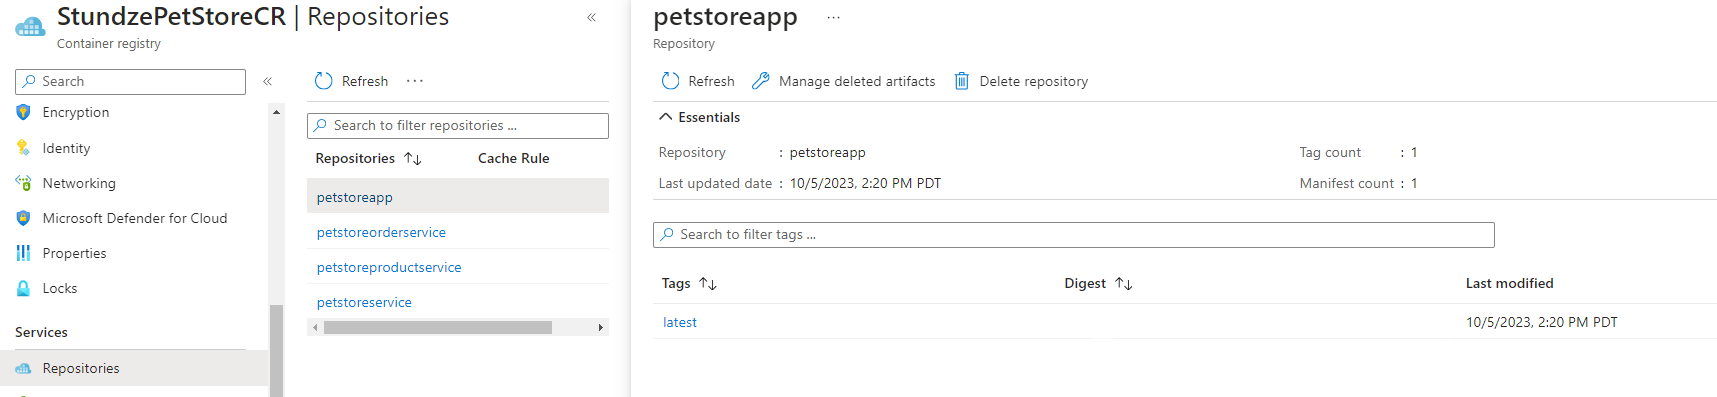 StundzePetStoreCR | Repositories
Container registry
Search
Encryption
Identity
Networking
Microsoft Defender for Cloud
Properties
Locks
Services
Repositories
Refresh
Search to filter repositories ...
Repositories Cache Rule
petstoreapp
petstoreorderservice
petstoreproductservice
petstoreservice
petstoreapp
Repository
Refresh Manage deleted artifacts Delete repository
Essentials
Repository : petstoreapp Tag count : 1
Last updated date : 10/5/2023, 2:20 PM PDT Manifest count : 1
Search to filter tags ...
Tags Digest Last modified
latest 10/5/2023, 2:20 PM PDT